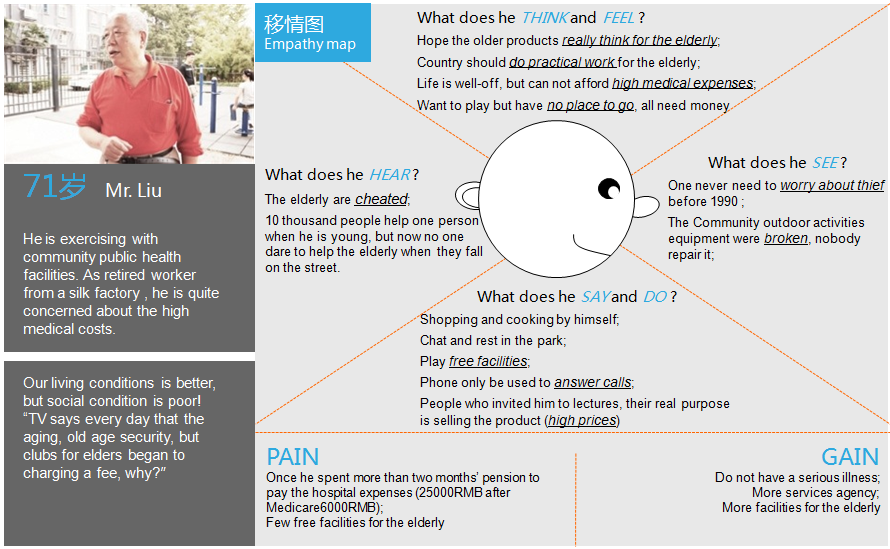 移情图
Empathy map
What does he THINK and FEEL ?
Hope the older products really think for the elderly;
Country should do practical work for the elderly;
Life is well-off, but can not afford high medical expenses;
Want to play but have no place to go, all need money
What does he HEAR ?
The elderly are cheated;
10 thousand people help one person
when he is young, but now no one
dare to help the elderly when they fall
on the street.
What does he SEE ?
One never need to worry about thief
before 1990 ;
The Community outdoor activities
equipment were broken, nobody
repair it;
71岁 Mr. Liu
He is exercising with
community public health
facilities. As retired worker
from a silk factory , he is quite
concerned about the high
medical costs.
What does he SAY and DO ?
Shopping and cooking by himself;
Chat and rest in the park;
Play free facilities;
Phone only be used to answer calls;
People who invited him to lectures, their real purpose
is selling the product (high prices)
Our living conditions is better,
but social condition is poor!
“TV says every day that the
aging, old age security, but
clubs for elders began to
charging a fee, why?”
PAIN
Once he spent more than two months’ pension to
pay the hospital expenses (25000RMB after
Medicare6000RMB);
Few free facilities for the elderly
GAIN
Do not have a serious illness;
More services agency;
More facilities for the elderly